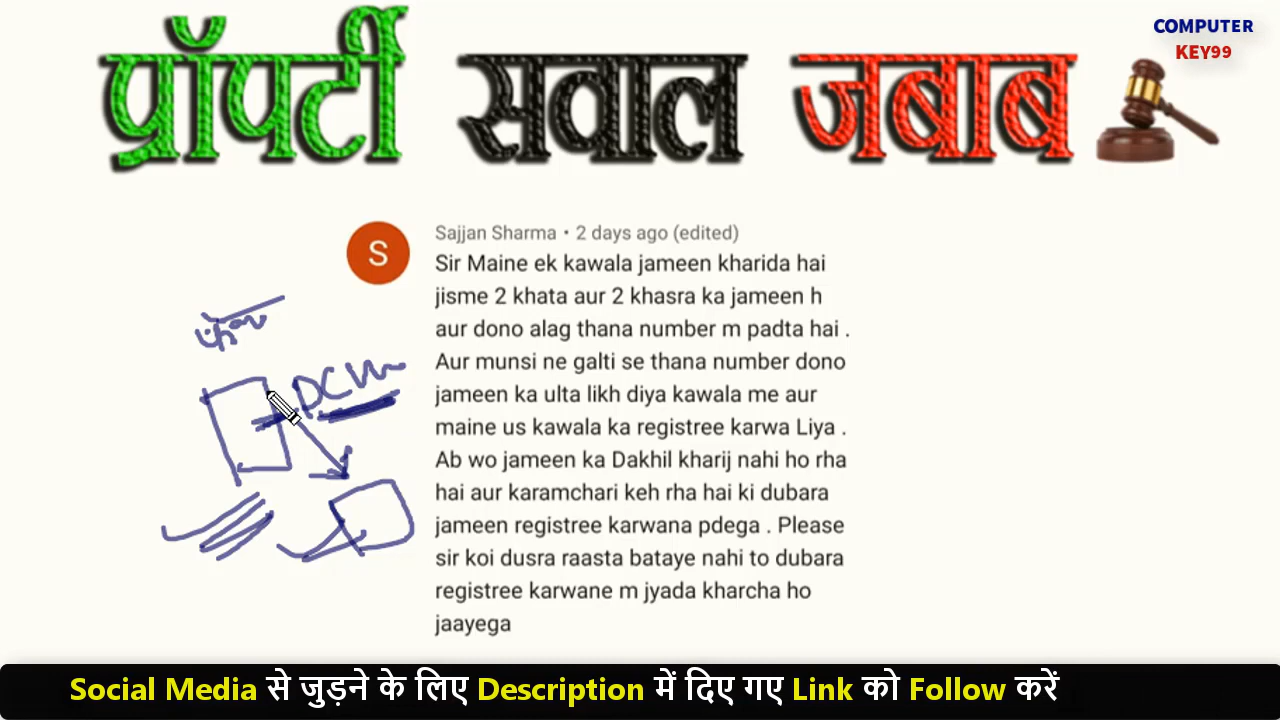 COMPUTER
KEY99
प्रॉपर्टी सवाल जबाब
S
Sajjan Sharma • 2 days ago (edited)
Sir Maine ek kawala jameen kharida hai
jisme 2 khata aur 2 khasra ka jameen h
aur dono alag thana number m padta hai .
Aur munsi ne galti se thana number dono
jameen ka ulta likh diya kawala me aur
maine us kawala ka registree karwa Liya .
Ab wo jameen ka Dakhil kharij nahi ho rha
hai aur karamchari keh rha hai ki dubara
jameen registree karwana pdega . Please
sir koi dusra raasta bataye nahi to dubara
registree karwane m jyada kharcha ho
jaayega
Social Media से जुड़ने के लिए Description में दिए गए Link को Follow करें